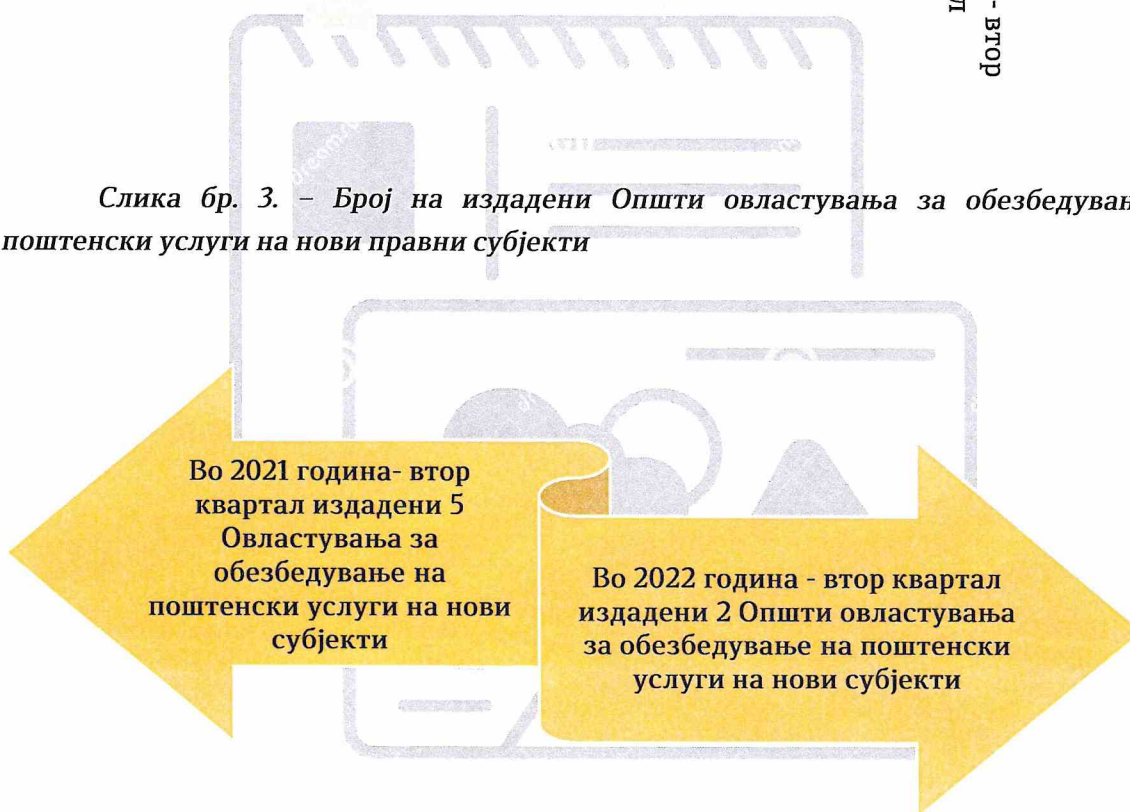 - втор
Слика бр. 3. – Број на издадени Општи овластувања за
поштенски услуги на нови правни субјекти
Во 2021 година- втор
квартал издадени 5
Овластувања за
обезбедување на
поштенски услуги на нови
субјекти
Во 2022 година - втор квартал
издадени 2 Општи овластувања
за обезбедување на поштенски
услуги на нови субјекти